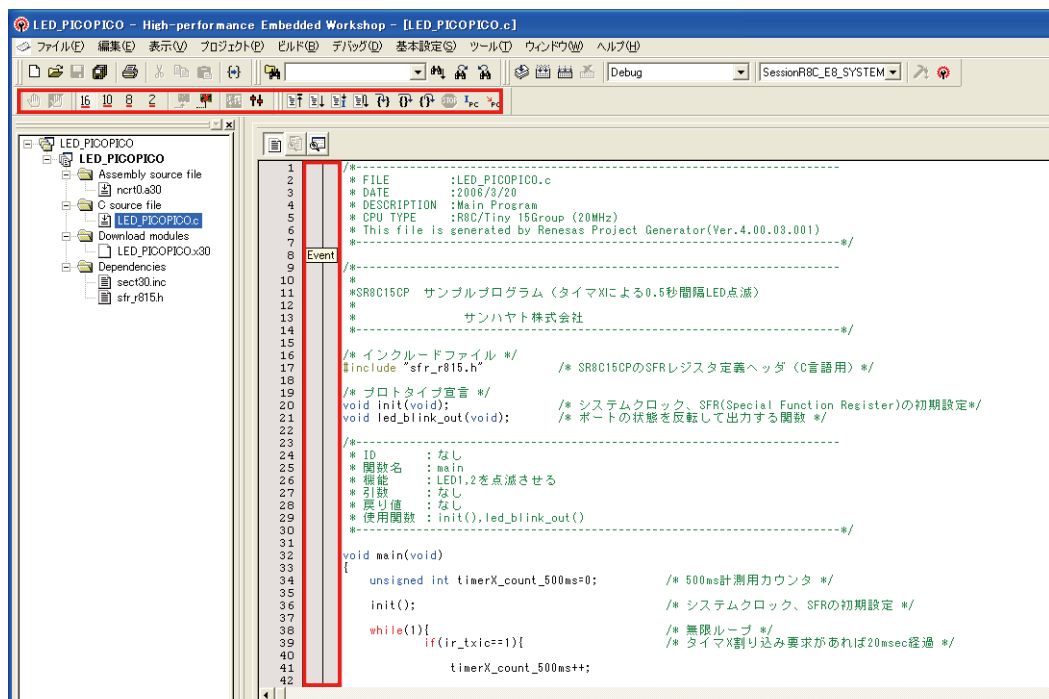 LED_PICOPICO - High-performance Embedded Workshop - [LED_PICOPICO.c]
ファイル(F) 編集(E) 表示(V) プロジェクト(P) ビルド(B) デバッグ(D) 基本設定(S) ツール(T) ウィンドウ(W) ヘルプ(H)
Debug SessionR8C_E8_SYSTEM
16 10 8 2
LED_PICOPICO
LED_PICOPICO
Assembly source file
ncrt0.a30
C source file
LED_PICOPICO.c
Download modules
LED_PICOPICO.x30
Dependencies
sect30.inc
sfr_r815.h
Event
1 /*---------------------------------------------------------------------------
2 * FILE :LED_PICOPICO.c
3 * DATE :2006/3/20
4 * DESCRIPTION :Main Program
5 * CPU TYPE :R8C/Tiny 15Group (20MHz)
6 * This file is generated by Renesas Project Generator(Ver.4.00.03.001)
7 *---------------------------------------------------------------------------*/
8
9 /*---------------------------------------------------------------------------
10 *
11 *SR8C15CP サンプルプログラム（タイマXによる0.5秒間隔LED点滅）
12 *
13 * サンハヤト株式会社
14 *---------------------------------------------------------------------------*/
15
16 /* インクルードファイル */
17 #include "sfr_r815.h" /* SR8C15CPのSFRレジスタ定義ヘッダ（C言語用）*/
18
19 /* プロトタイプ宣言 */
20 void init(void); /* システムクロック、SFR(Special Function Register)の初期設定*/
21 void led_blink_out(void); /* ポートの状態を反転して出力する関数 */
22
23 /*---------------------------------------------------------------------------
24 * ID : なし
25 * 関数名 : main
26 * 機能 : LED1,2を点滅させる
27 * 引数 : なし
28 * 戻り値 : なし
29 * 使用関数 : init(),led_blink_out()
30 *---------------------------------------------------------------------------*/
31
32 void main(void)
33 {
34 unsigned int timerX_count_500ms=0; /* 500ms計測用カウンタ */
35
36 init(); /* システムクロック、SFRの初期設定 */
37
38 while(1){ /* 無限ループ */
39 if(ir_txic==1){ /* タイマX割り込み要求があれば20msec経過 */
40
41 timerX_count_500ms++;
42